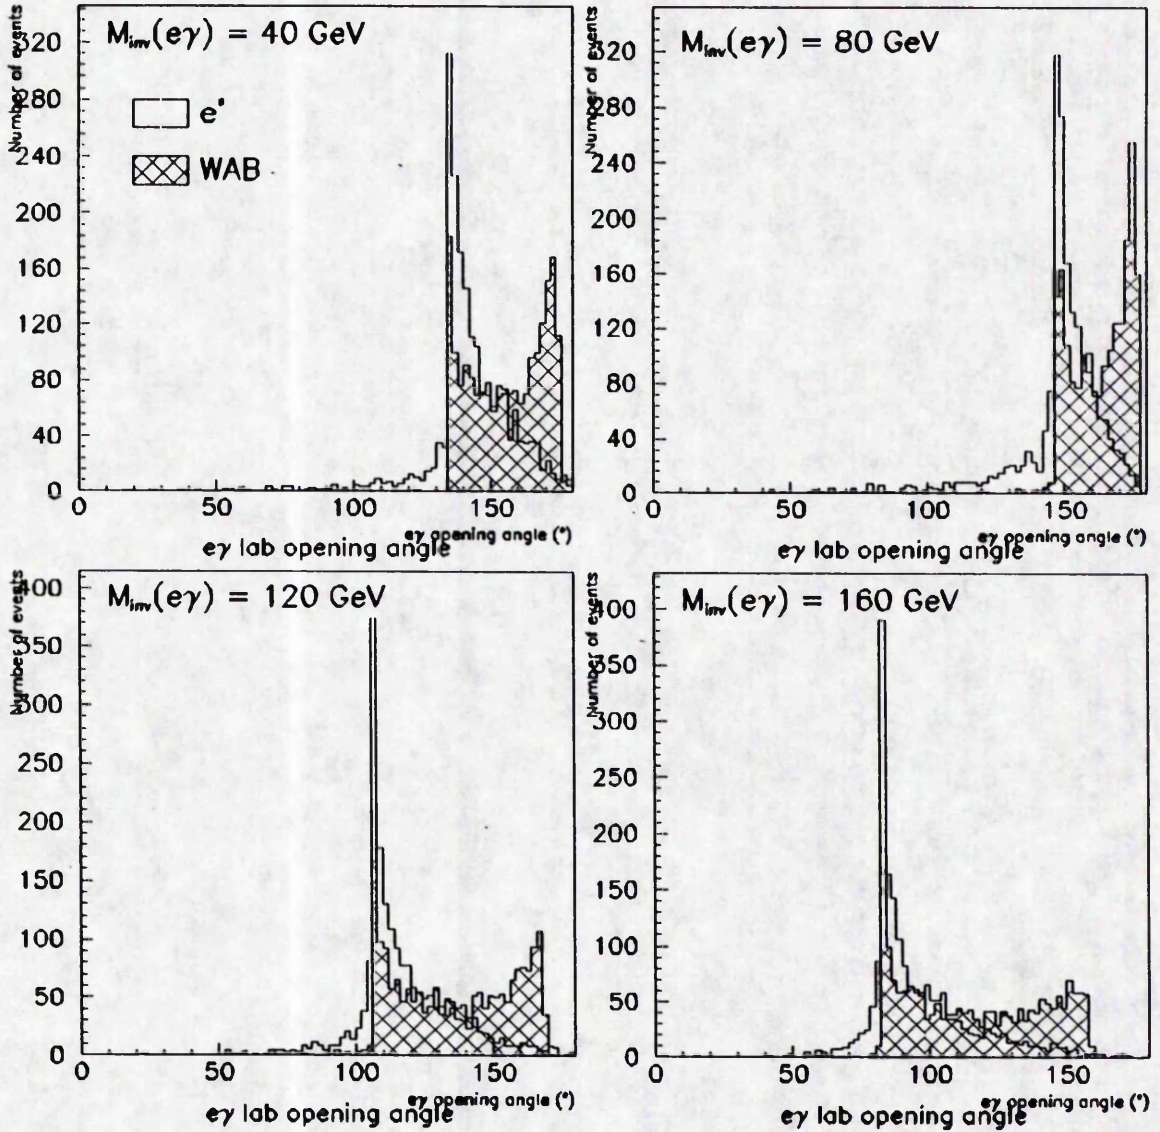 M_inv(eγ) = 40 GeV
Number of events
e*
WAB
320
280
240
200
160
120
80
40
0
0 50 100 150
eγ opening angle (°)
eγ lab opening angle
M_inv(eγ) = 80 GeV
Number of events
320
280
240
200
160
120
80
40
0
0 50 100 150
eγ opening angle (°)
eγ lab opening angle
M_inv(eγ) = 120 GeV
Number of events
400
350
300
250
200
150
100
50
0
0 50 100 150
eγ opening angle (°)
eγ lab opening angle
M_inv(eγ) = 160 GeV
Number of events
400
350
300
250
200
150
100
50
0
0 50 100 150
eγ opening angle (°)
eγ lab opening angle